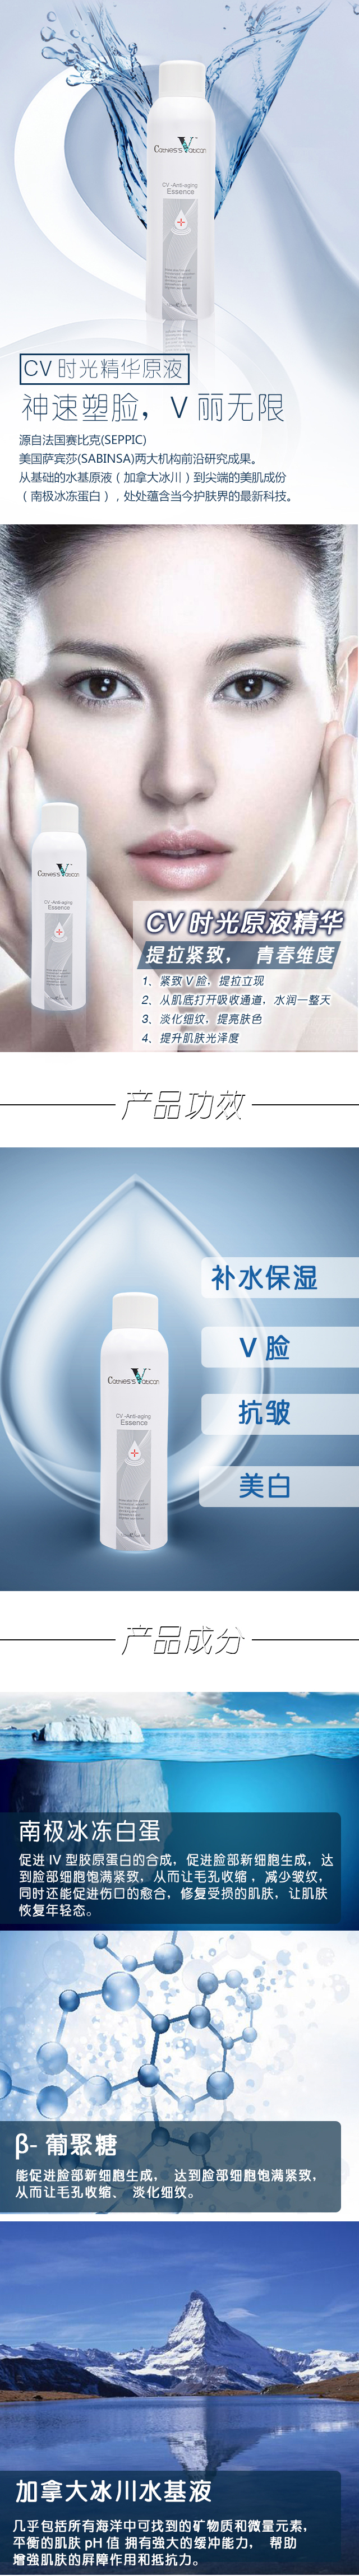 Catness's Vatican
CV -Anti-aging
Essence
CV 时光精华原液
神速塑脸，V 丽无限
源自法国赛比克(SEPPIC)
美国萨宾莎(SABINSA)两大机构前沿研究成果。
从基础的水基原液（加拿大冰川）到尖端的美肌成份
（南极冰冻蛋白），处处蕴含当今护肤界的最新科技。
CV -Anti-aging
Essence
CV 时光原液精华
提拉紧致， 青春维度
1、紧致 V 脸，提拉立现
2、从肌底打开吸收通道，水润一整天
3、淡化细纹，提亮肤色
4、提升肌肤光泽度
产品功效
补水保湿
V 脸
抗皱
美白
CV -Anti-aging
Essence
产品成分
南极冰冻白蛋
促进 IV 型胶原蛋白的合成，促进脸部新细胞生成，达
到脸部细胞饱满紧致，从而让毛孔收缩 ，减少皱纹，
同时还能促进伤口的愈合，修复受损的肌肤，让肌肤
恢复年轻态。
β- 葡聚糖
能促进脸部新细胞生成， 达到脸部细胞饱满紧致，
从而让毛孔收缩、 淡化细纹。
加拿大冰川水基液
几乎包括所有海洋中可找到的矿物质和微量元素，
平衡的肌肤 pH 值 拥有強大的缓冲能力， 帮助
增強肌肤的屏障作用和抵抗力。